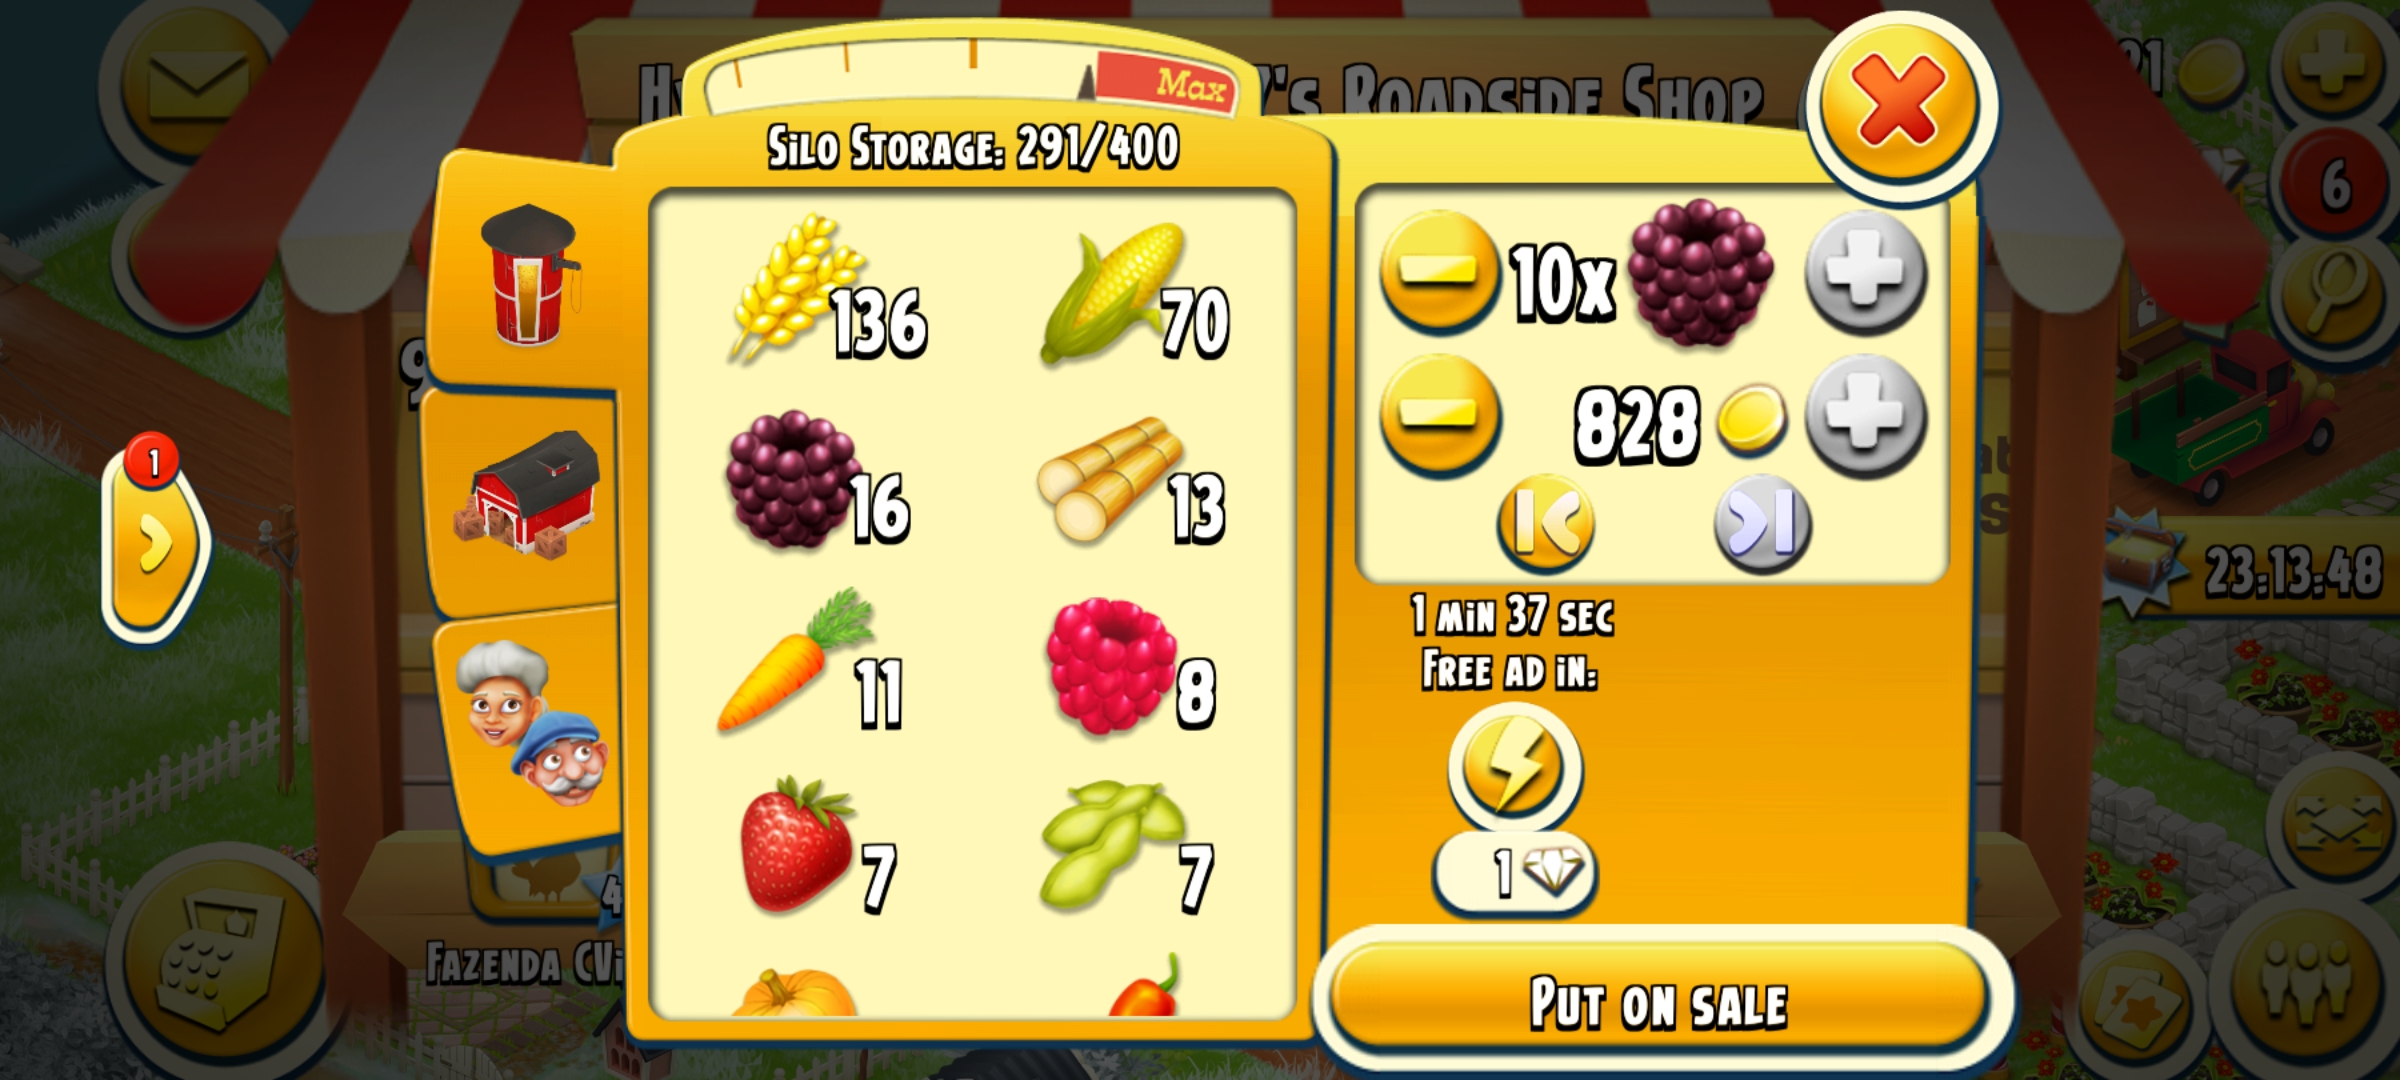 Max
'S ROADSIDE SHOP
SILO STORAGE: 291/400
136
70
10x
6
828
1
16
13
23:13:48
1 MIN 37 SEC
FREE AD IN:
11
8
1
7
7
FAZENDA
PUT ON SALE